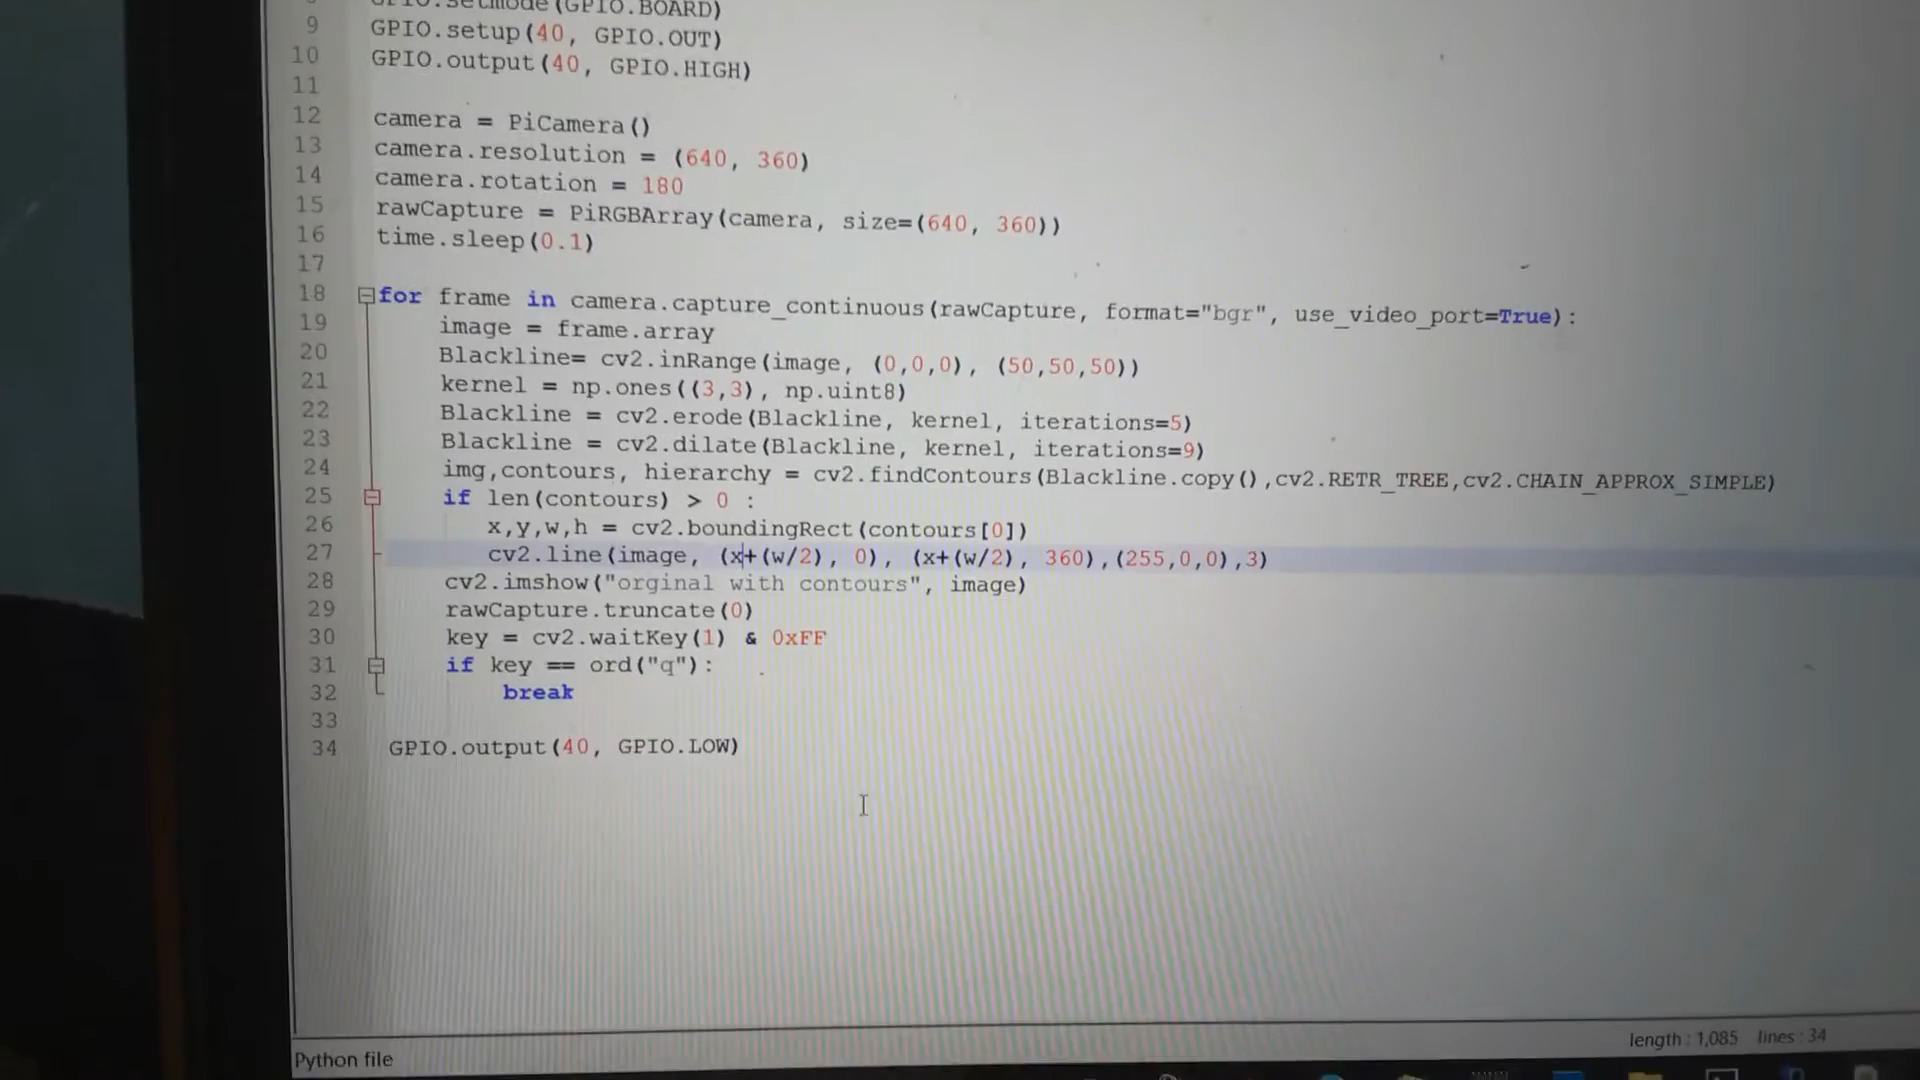 GPIO.setmode(GPIO.BOARD)
9 GPIO.setup(40, GPIO.OUT)
10 GPIO.output(40, GPIO.HIGH)
11
12 camera = PiCamera()
13 camera.resolution = (640, 360)
14 camera.rotation = 180
15 rawCapture = PiRGBArray(camera, size=(640, 360))
16 time.sleep(0.1)
17
18 for frame in camera.capture_continuous(rawCapture, format="bgr", use_video_port=True):
19 image = frame.array
20 Blackline= cv2.inRange(image, (0,0,0), (50,50,50))
21 kernel = np.ones((3,3), np.uint8)
22 Blackline = cv2.erode(Blackline, kernel, iterations=5)
23 Blackline = cv2.dilate(Blackline, kernel, iterations=9)
24 img,contours, hierarchy = cv2.findContours(Blackline.copy(),cv2.RETR_TREE,cv2.CHAIN_APPROX_SIMPLE)
25 if len(contours) > 0 :
26 x,y,w,h = cv2.boundingRect(contours[0])
27 cv2.line(image, (x+(w/2), 0), (x+(w/2), 360),(255,0,0),3)
28 cv2.imshow("orginal with contours", image)
29 rawCapture.truncate(0)
30 key = cv2.waitKey(1) & 0xFF
31 if key == ord("q"):
32 break
33
34 GPIO.output(40, GPIO.LOW)
Python file
length : 1,085 lines : 34